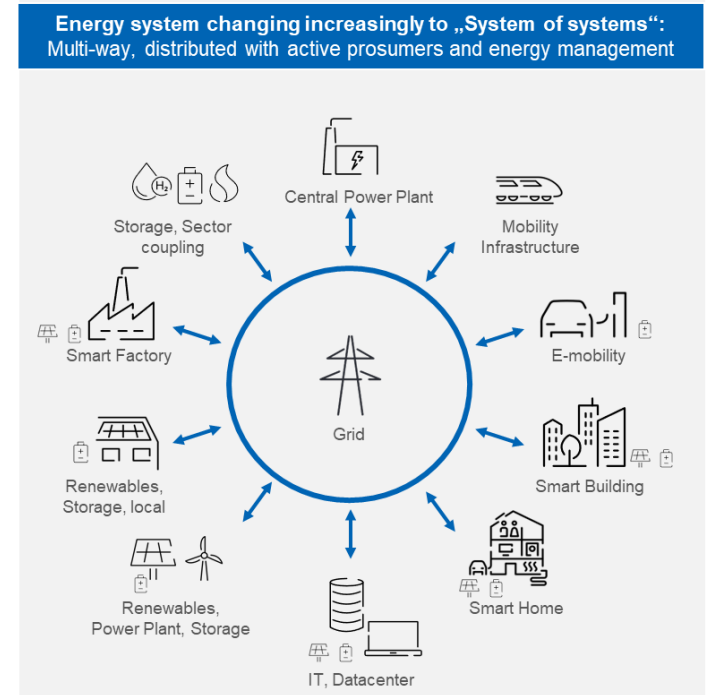 Energy system changing increasingly to „System of systems“:
Multi-way, distributed with active prosumers and energy management
Central Power Plant
H₂
Storage, Sector
coupling
Mobility
Infrastructure
Smart Factory
E-mobility
Grid
Renewables,
Storage, local
Smart Building
Renewables,
Power Plant, Storage
Smart Home
IT, Datacenter